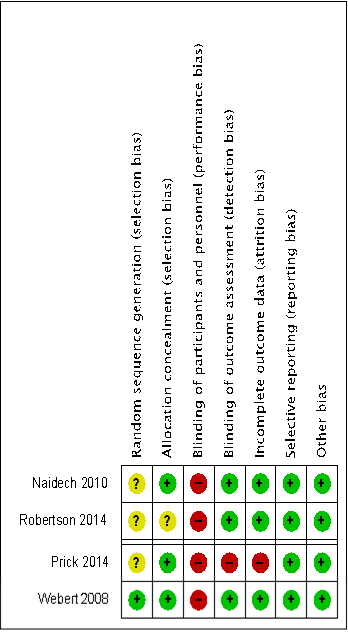 Random sequence generation (selection bias)
Allocation concealment (selection bias)
Blinding of participants and personnel (performance bias)
Blinding of outcome assessment (detection bias)
Incomplete outcome data (attrition bias)
Selective reporting (reporting bias)
Other bias
Naidech 2010 ? + - + + + +
Robertson 2014 ? ? - + + + +
Prick 2014 ? + - - - + +
Webert 2008 + + - + + + +